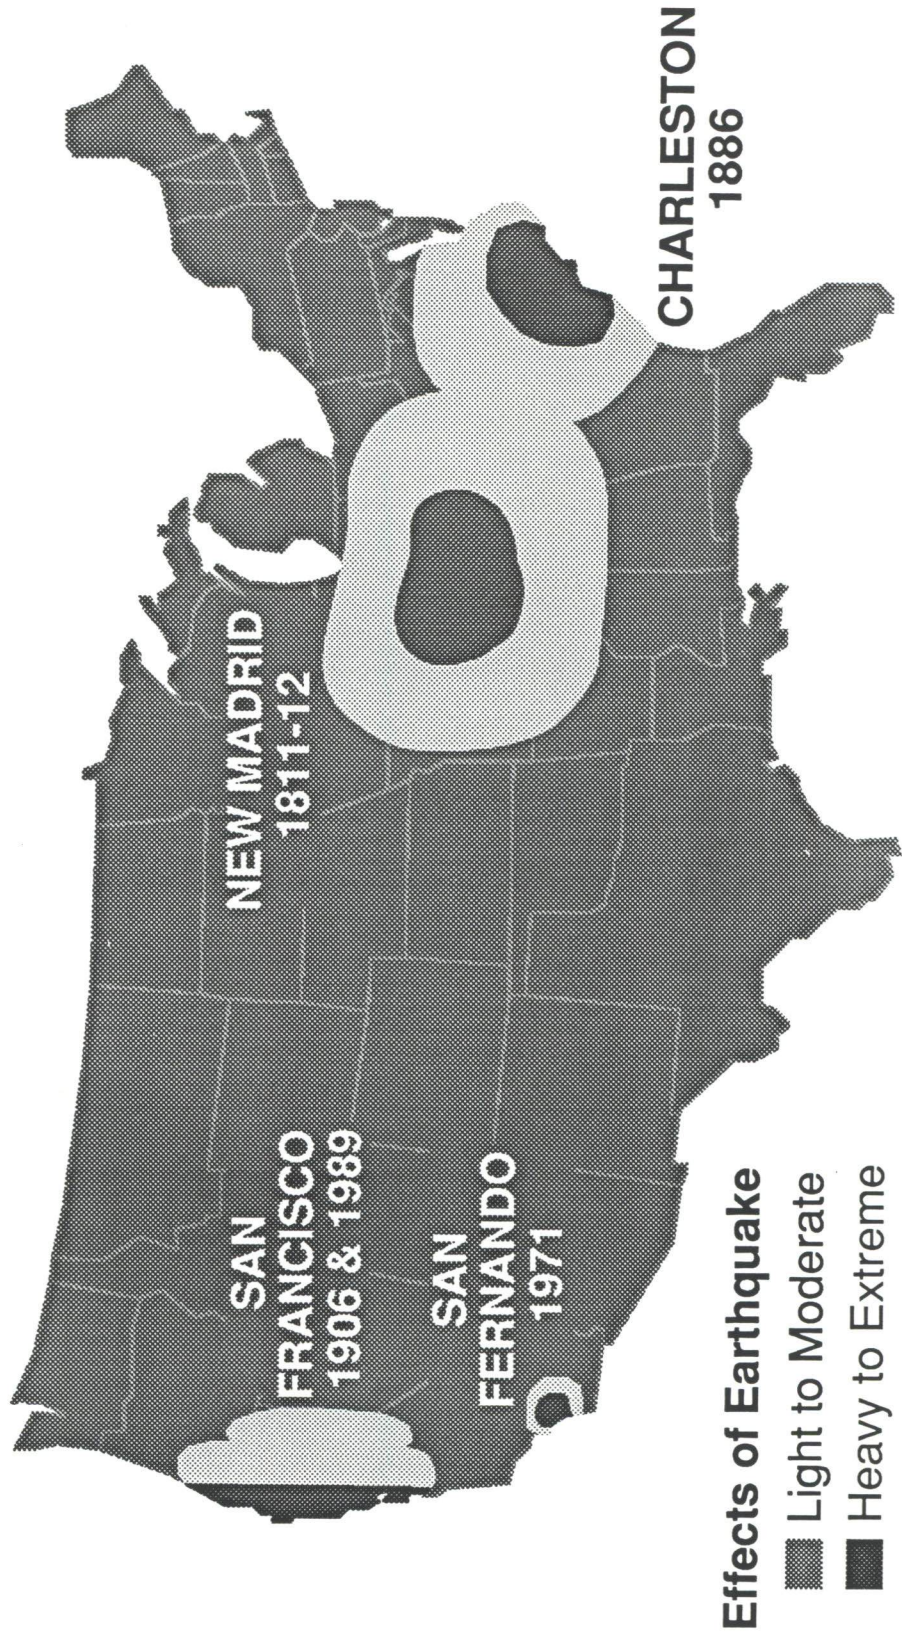 SAN
FRANCISCO
1906 & 1989
SAN
FERNANDO
1971
NEW MADRID
1811-12
CHARLESTON
1886
Effects of Earthquake
Light to Moderate
Heavy to Extreme